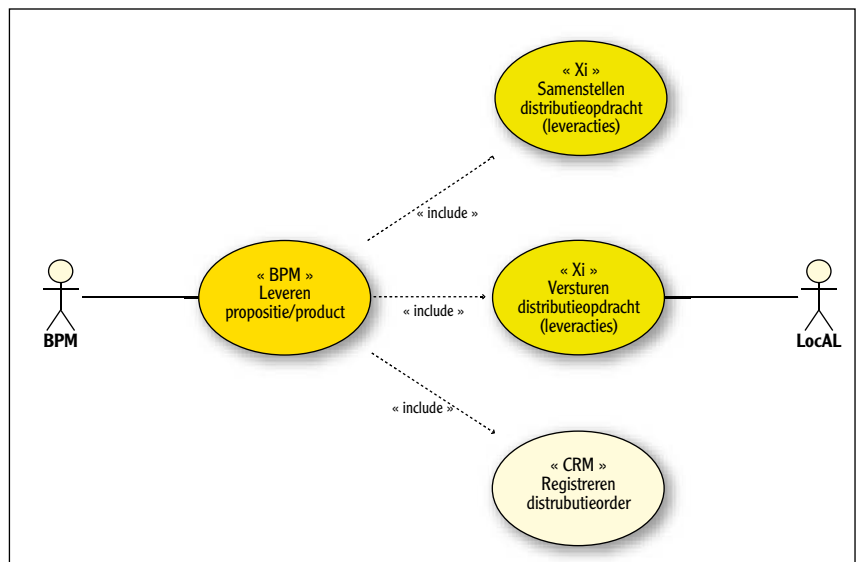 « Xi »
Samenstellen
distributieopdracht
(leveracties)
« include »
« BPM »
Leveren
propositie/product
« include »
« Xi »
Versturen
distributieopdracht
(leveracties)
BPM
LocAL
« include »
« CRM »
Registreren
distrubutieorder